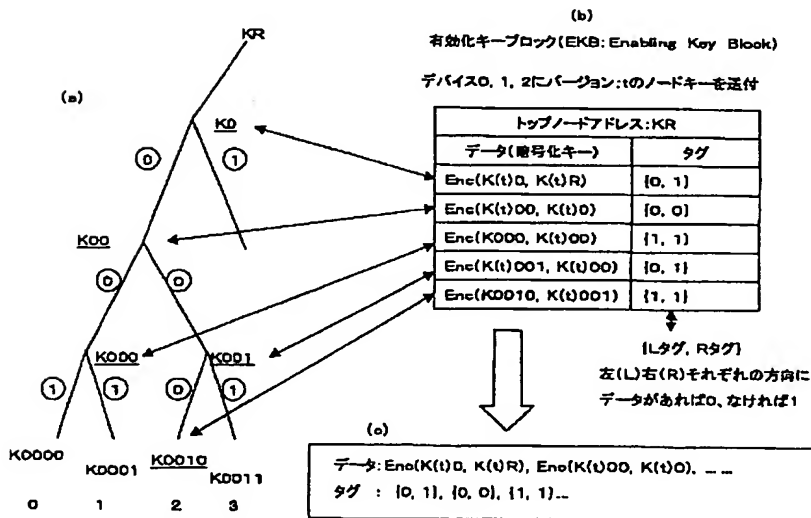 (a)
KR
K0
0
1
K00
0
0
K000
K001
1
1
0
1
K0000
K0001
K0010
K0011
0 1 2 3
(b)
有効化キーブロック(EKB: Enabling Key Block)
デバイス0, 1, 2にバージョン:tのノードキーを送付
トップノードアドレス:KR
データ(暗号化キー) タグ
Enc(K(t)0, K(t)R) {0, 1}
Enc(K(t)00, K(t)0) {0, 0}
Enc(K000, K(t)00) {1, 1}
Enc(K(t)001, K(t)00) {0, 1}
Enc(K0010, K(t)001) {1, 1}
{Lタグ, Rタグ}
左(L)右(R)それぞれの方向に
データがあれば0、なければ1
(c)
データ: Enc(K(t)0, K(t)R), Enc(K(t)00, K(t)0), ... ...
タグ : {0, 1}, {0, 0}, {1, 1}...